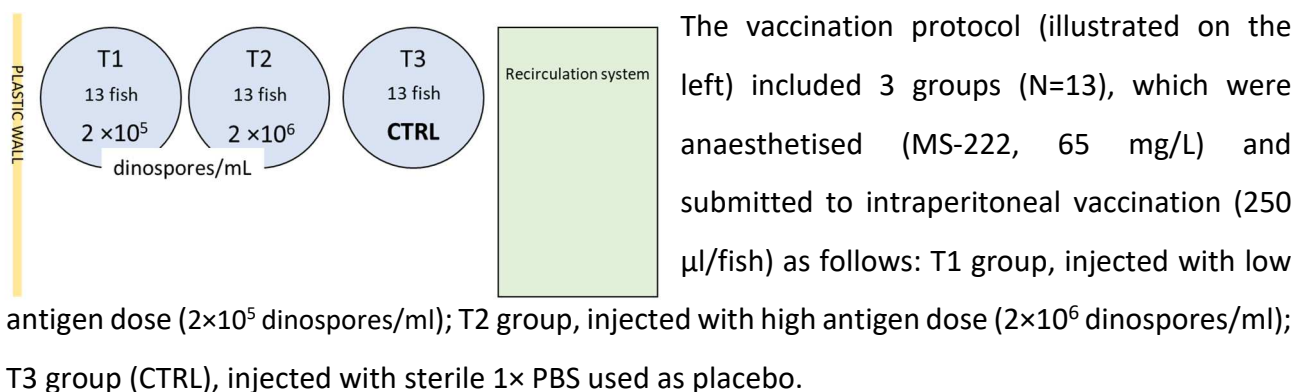 PLASTIC WALL
T1
13 fish
2 ×10⁵
T2
13 fish
2 ×10⁶
dinospores/mL
T3
13 fish
CTRL
Recirculation system
The vaccination protocol (illustrated on the
left) included 3 groups (N=13), which were
anaesthetised (MS-222, 65 mg/L) and
submitted to intraperitoneal vaccination (250
µl/fish) as follows: T1 group, injected with low
antigen dose (2×10⁵ dinospores/ml); T2 group, injected with high antigen dose (2×10⁶ dinospores/ml);
T3 group (CTRL), injected with sterile 1× PBS used as placebo.